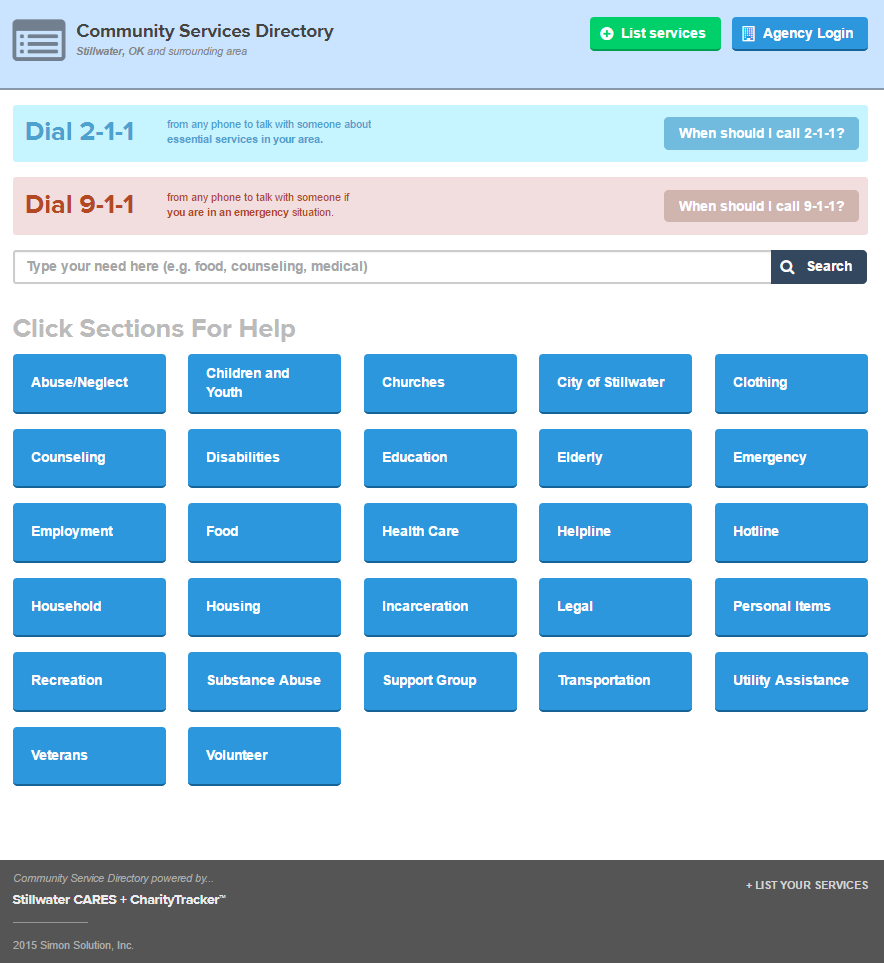 Community Services Directory
Stillwater, OK and surrounding area
List services
Agency Login
Dial 2-1-1
from any phone to talk with someone about
essential services in your area.
When should I call 2-1-1?
Dial 9-1-1
from any phone to talk with someone if
you are in an emergency situation.
When should I call 9-1-1?
Type your need here (e.g. food, counseling, medical)
Search
Click Sections For Help
Abuse/Neglect
Children and
Youth
Churches
City of Stillwater
Clothing
Counseling
Disabilities
Education
Elderly
Emergency
Employment
Food
Health Care
Helpline
Hotline
Household
Housing
Incarceration
Legal
Personal Items
Recreation
Substance Abuse
Support Group
Transportation
Utility Assistance
Veterans
Volunteer
Community Service Directory powered by...
Stillwater CARES + CharityTracker™
+ LIST YOUR SERVICES
2015 Simon Solution, Inc.